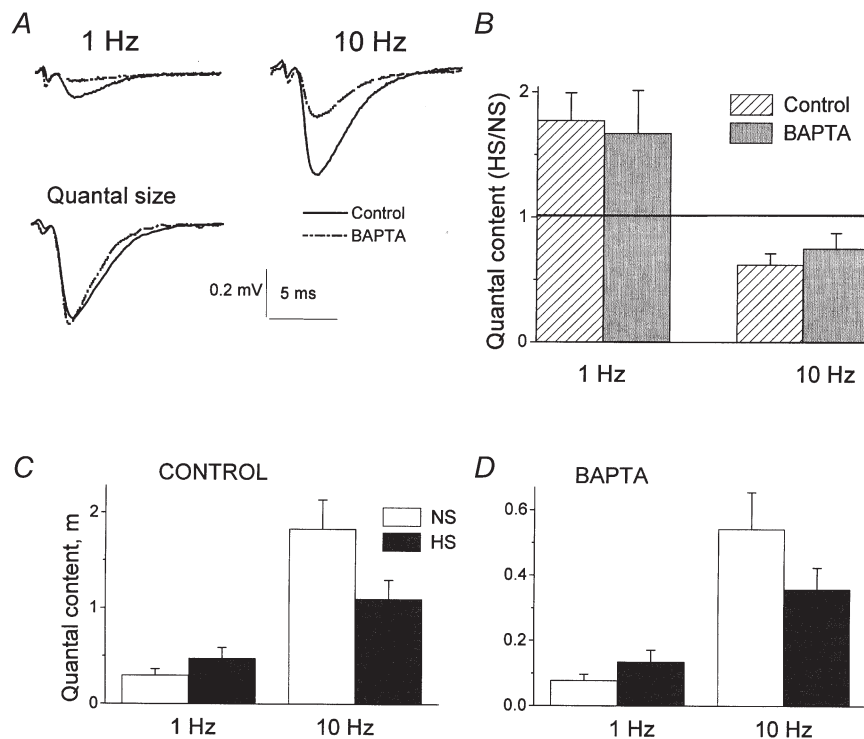 A
1 Hz
10 Hz
Quantal size
Control
BAPTA
0.2 mV
5 ms
B
Quantal content (HS/NS)
2
1
0
Control
BAPTA
1 Hz
10 Hz
C
CONTROL
Quantal content, m
2
1
0
NS
HS
1 Hz
10 Hz
D
BAPTA
0.6
0.4
0.2
0.0
1 Hz
10 Hz